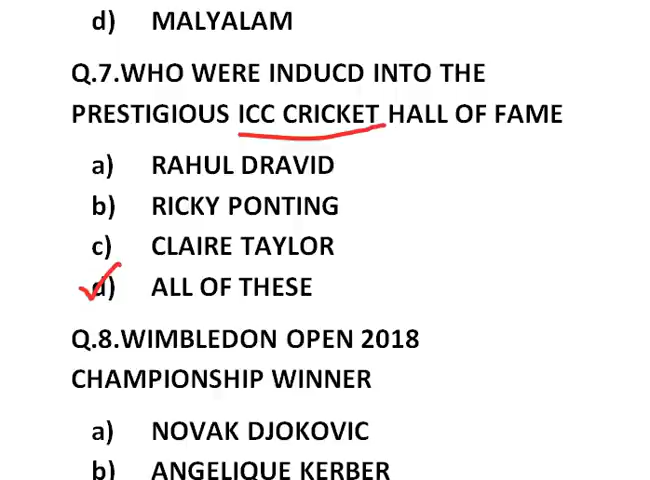 d) MALYALAM
Q.7.WHO WERE INDUCD INTO THE
PRESTIGIOUS ICC CRICKET HALL OF FAME
a) RAHUL DRAVID
b) RICKY PONTING
c) CLAIRE TAYLOR
d) ALL OF THESE
Q.8.WIMBLEDON OPEN 2018
CHAMPIONSHIP WINNER
a) NOVAK DJOKOVIC
b) ANGELIQUE KERBER